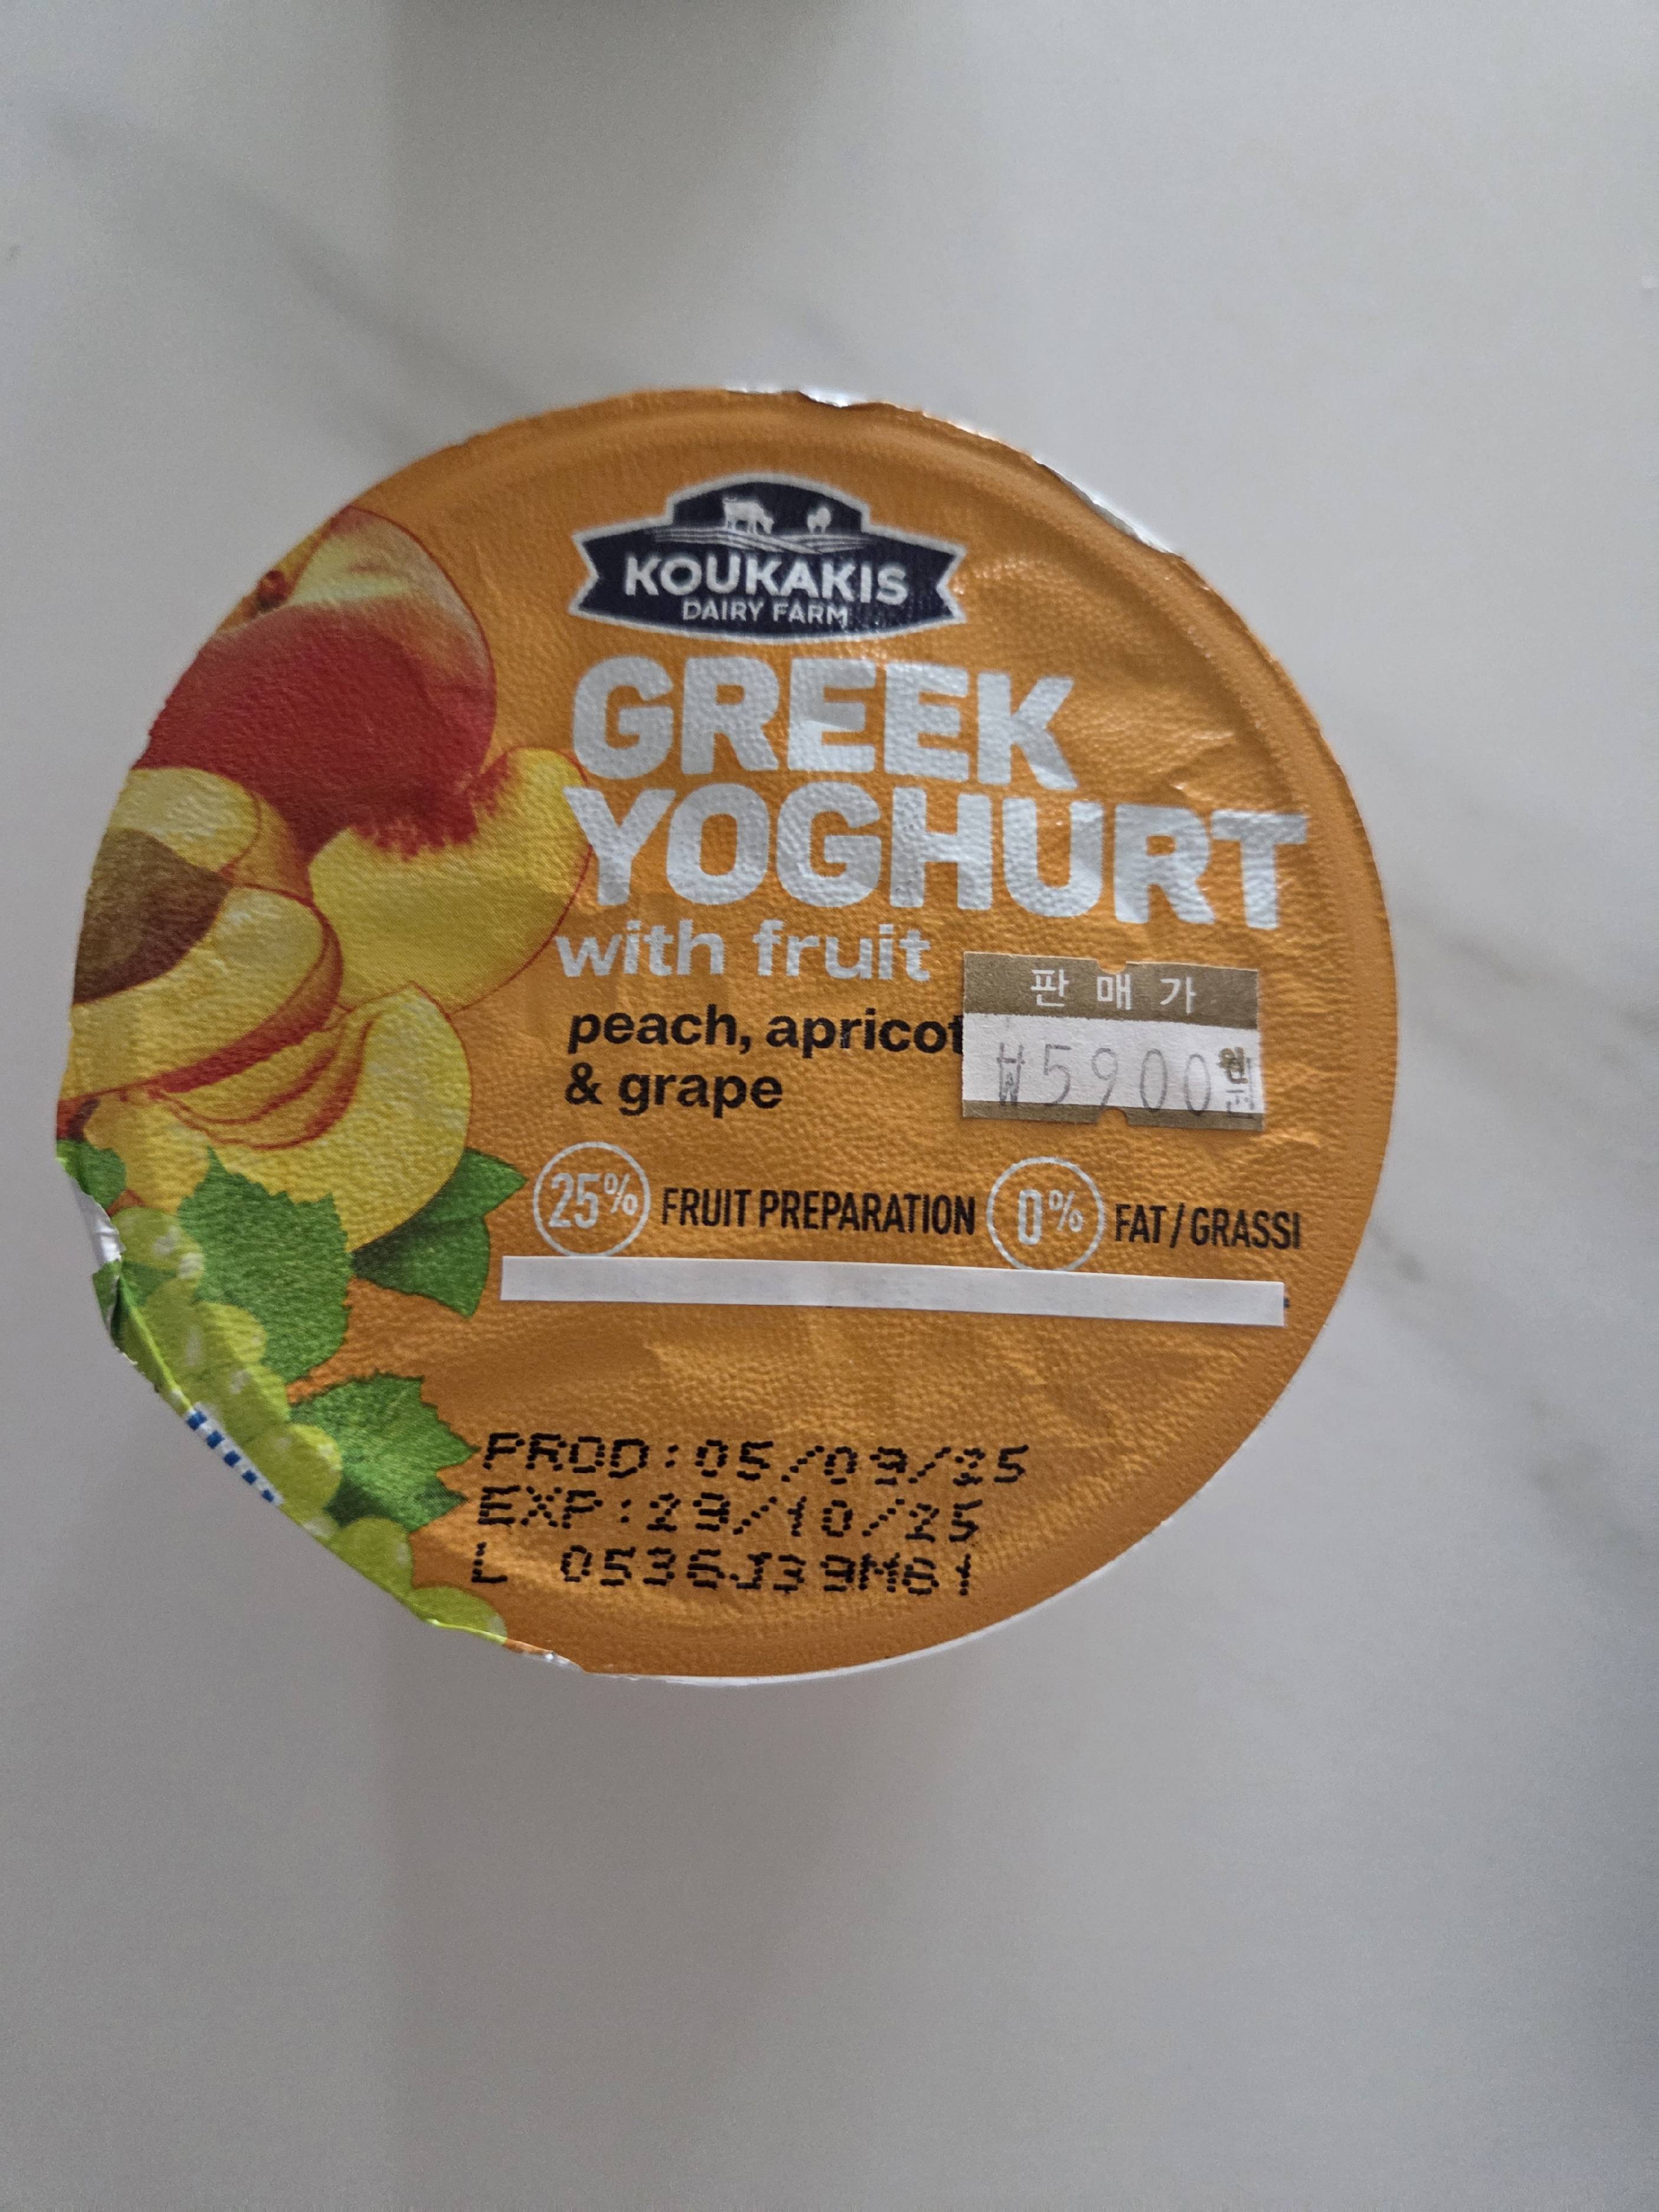 KOUKAKIS
DAIRY FARM
GREEK
YOGHURT
with fruit
peach, apricot
& grape
판매가
₩5900원
25% FRUIT PREPARATION 0% FAT/GRASSI
PROD:05/09/25
EXP:29/10/25
L 0536J39M61